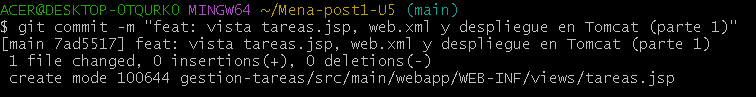 ACER@DESKTOP-OTQURKO MINGW64 ~/Mena-post1-U5 (main)
$ git commit -m "feat: vista tareas.jsp, web.xml y despliegue en Tomcat (parte 1)"
[main 7ad5517] feat: vista tareas.jsp, web.xml y despliegue en Tomcat (parte 1)
 1 file changed, 0 insertions(+), 0 deletions(-)
 create mode 100644 gestion-tareas/src/main/webapp/WEB-INF/views/tareas.jsp